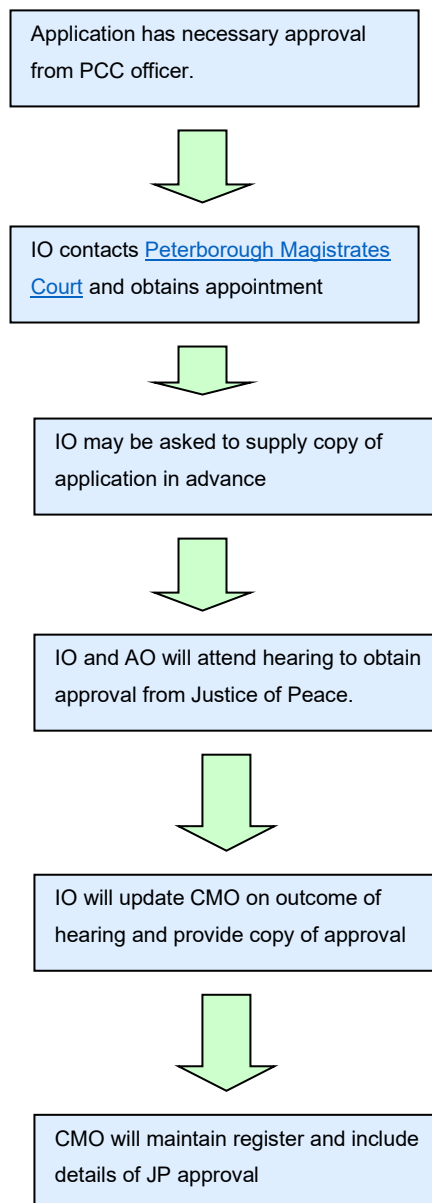 Application has necessary approval
from PCC officer.
IO contacts Peterborough Magistrates
Court and obtains appointment
IO may be asked to supply copy of
application in advance
IO and AO will attend hearing to obtain
approval from Justice of Peace.
IO will update CMO on outcome of
hearing and provide copy of approval
CMO will maintain register and include
details of JP approval